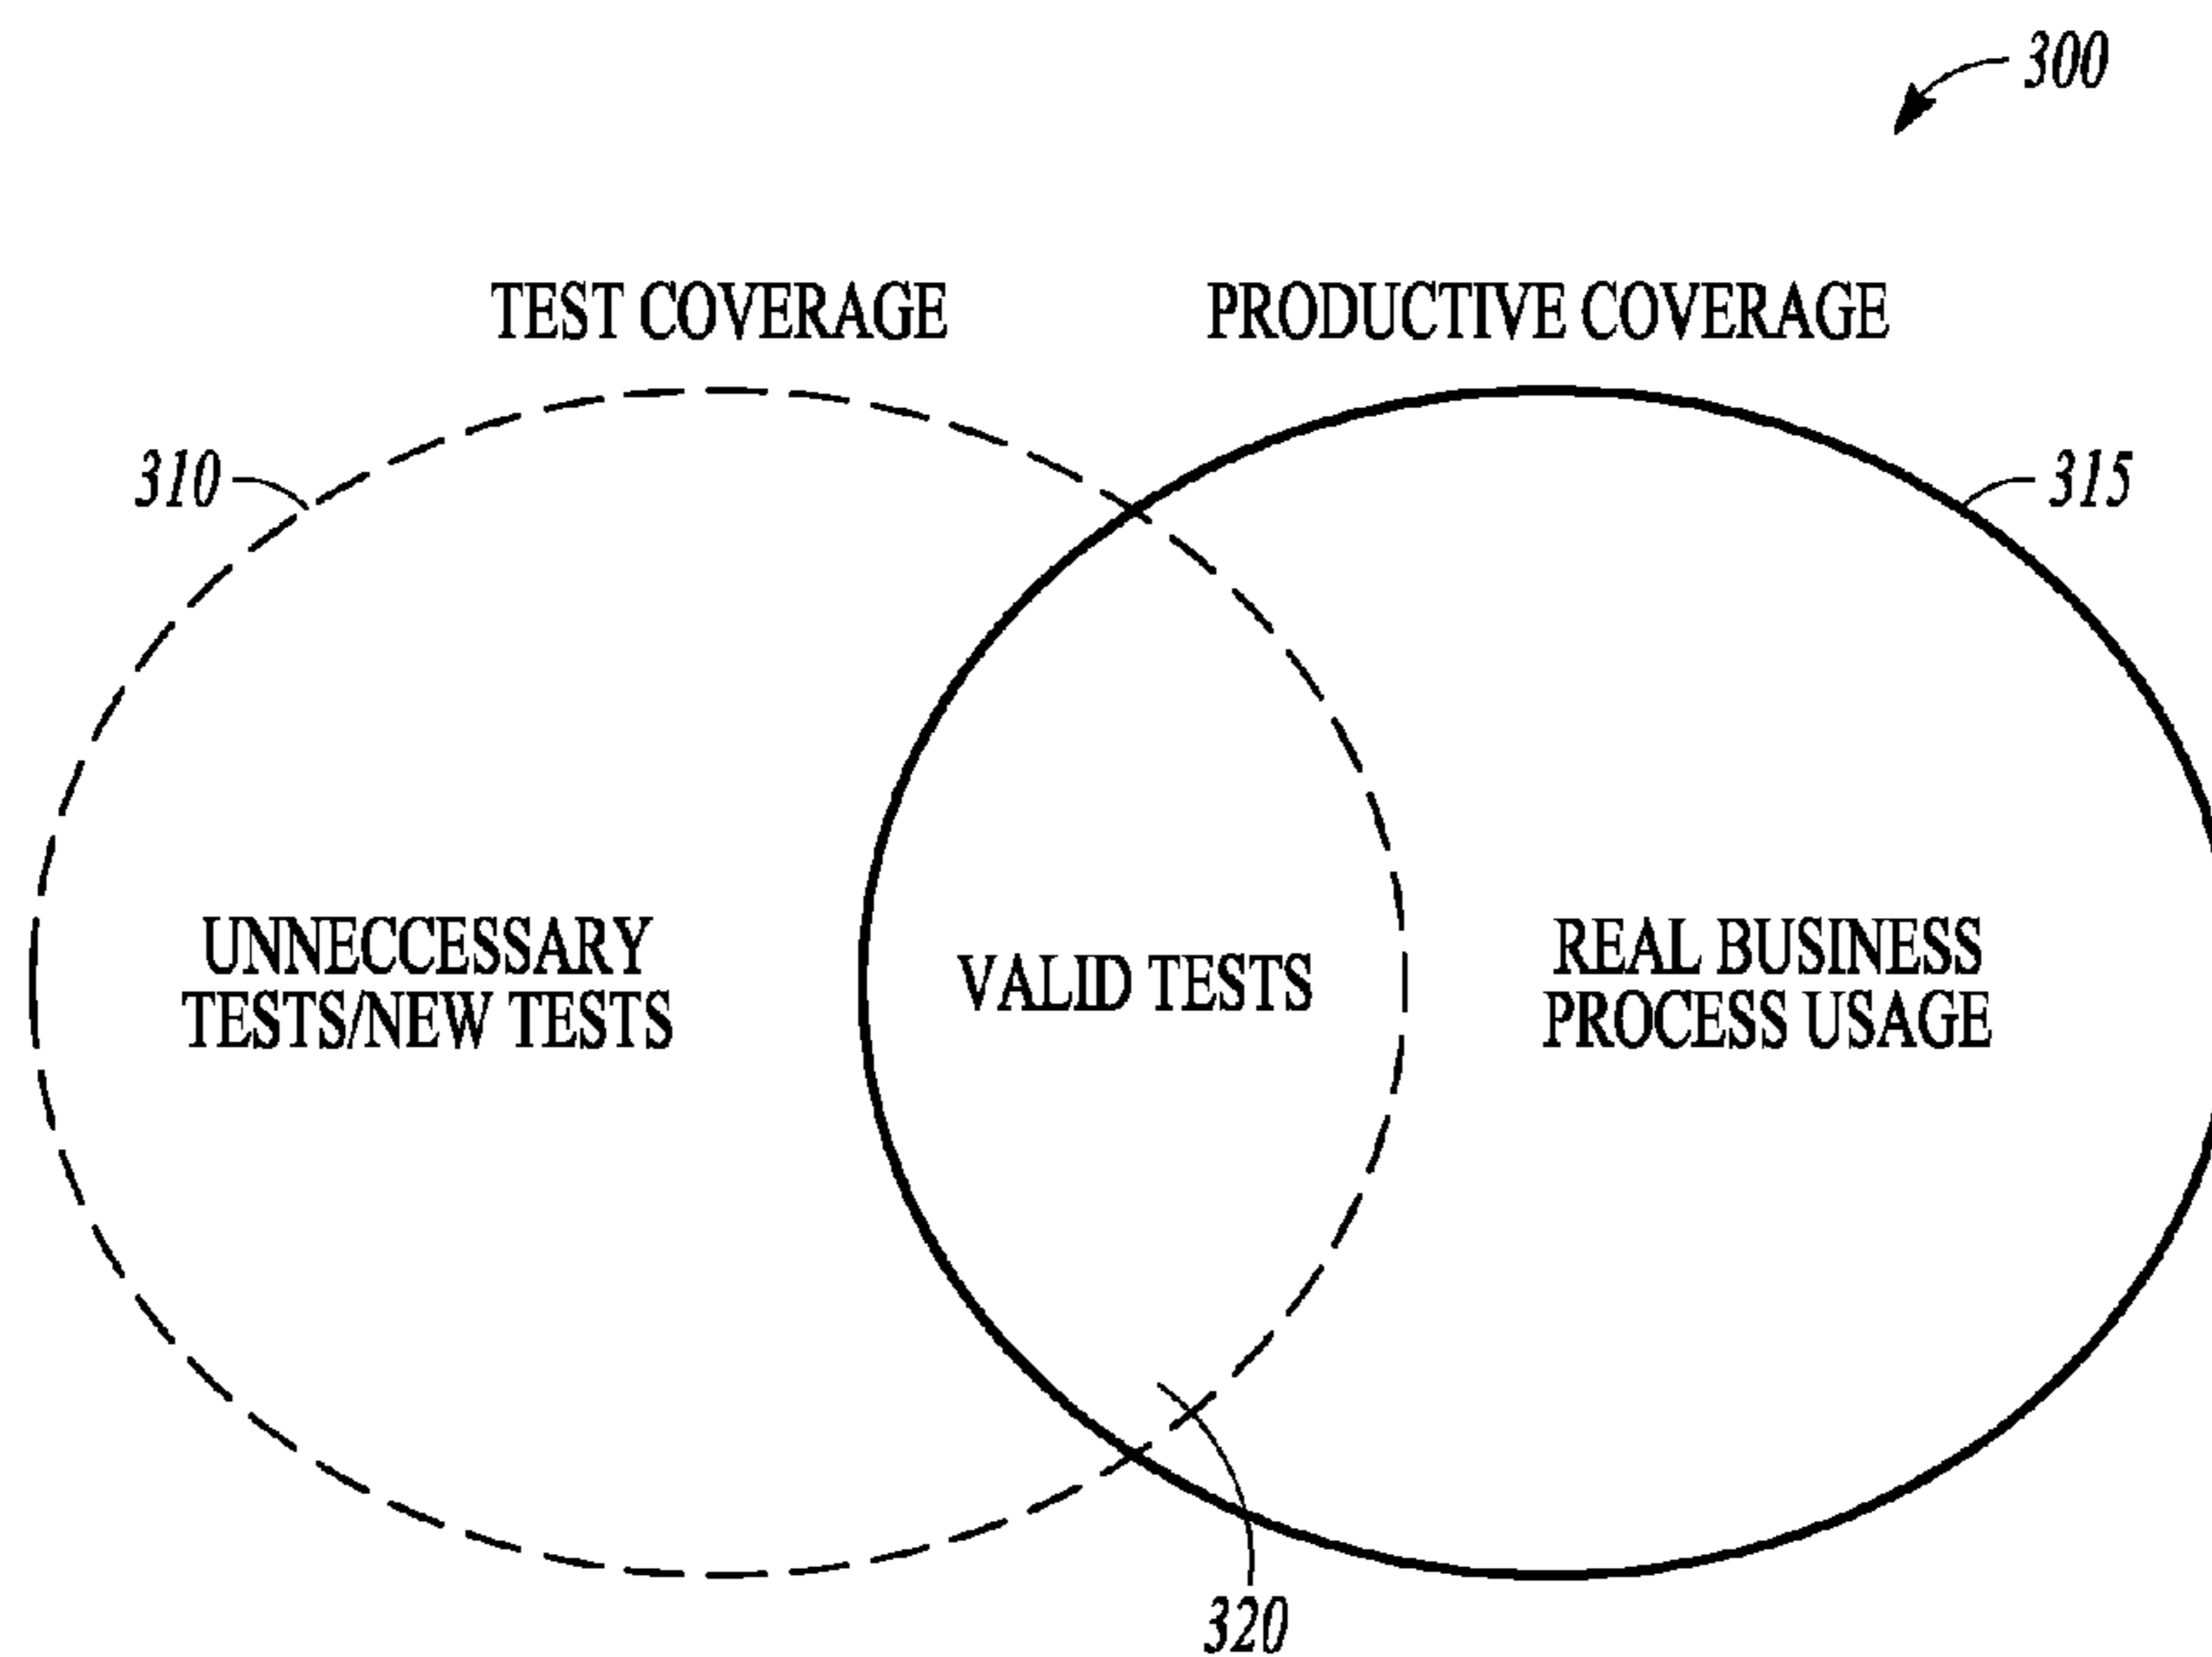 300
TEST COVERAGE
PRODUCTIVE COVERAGE
310
315
UNNECCESSARY
TESTS/NEW TESTS
VALID TESTS
REAL BUSINESS
PROCESS USAGE
320